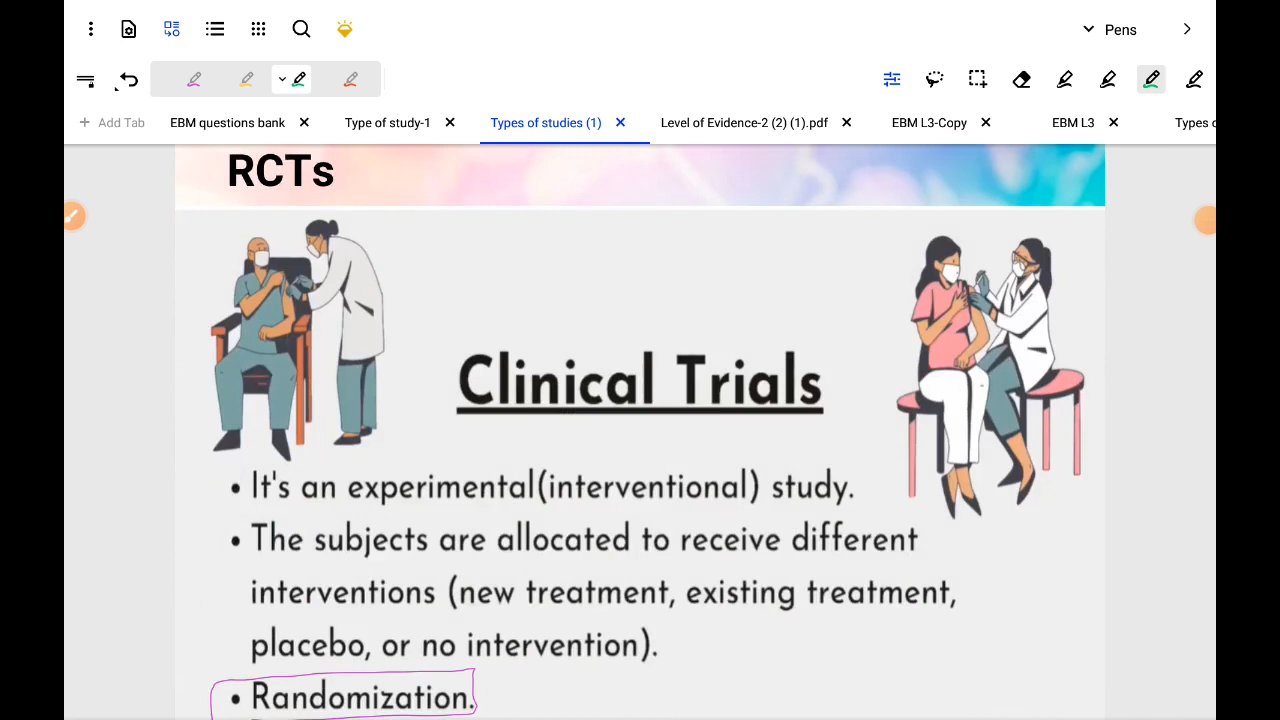 Pens
Add Tab
EBM questions bank
Type of study-1
Types of studies (1)
Level of Evidence-2 (2) (1).pdf
EBM L3-Copy
EBM L3
Types
RCTs
Clinical Trials
• It's an experimental(interventional) study.
• The subjects are allocated to receive different
interventions (new treatment, existing treatment,
placebo, or no intervention).
• Randomization.